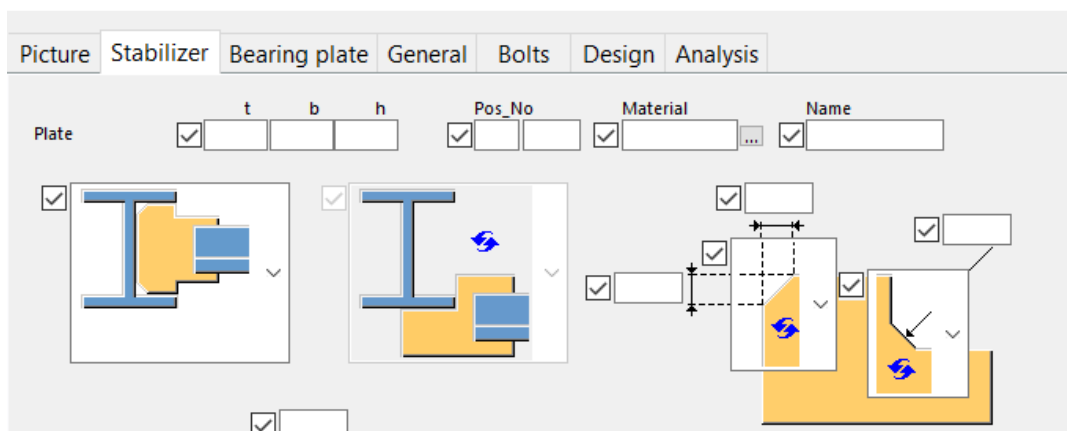 Picture Stabilizer Bearing plate General Bolts Design Analysis
t b h Pos_No Material Name
Plate ...